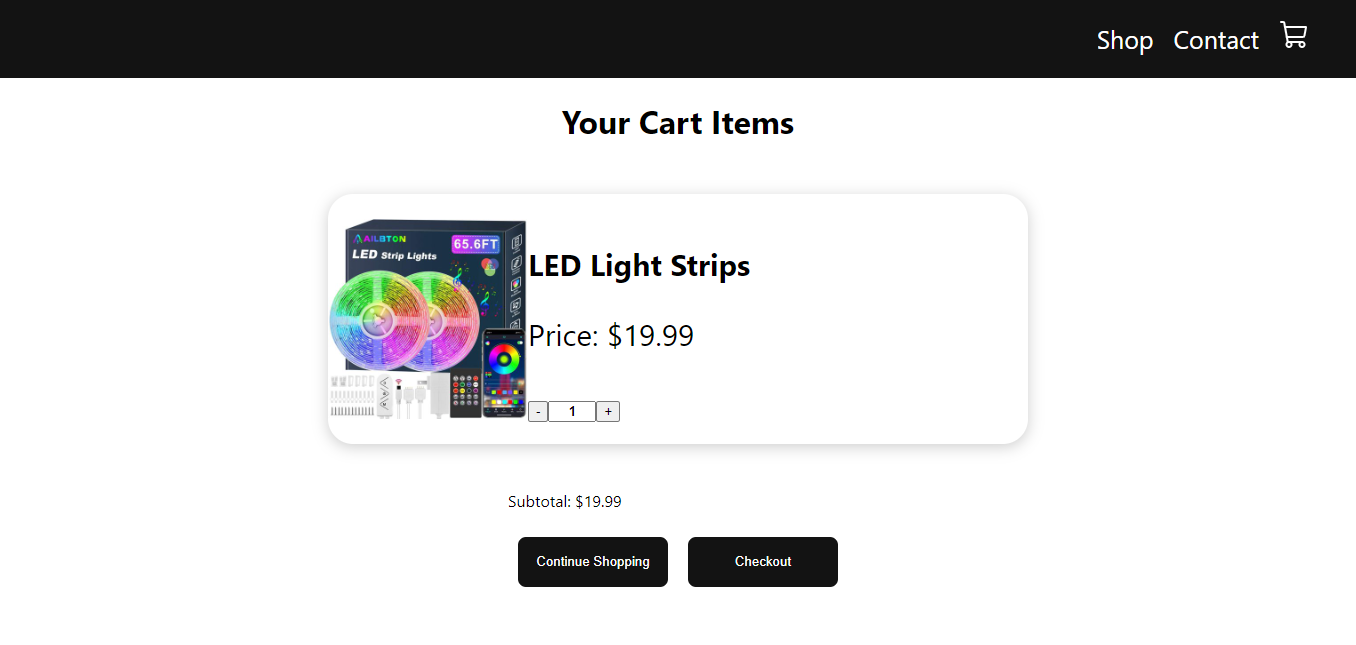 Shop Contact
Your Cart Items
AILBTON
65.6FT
LED Strip Lights
LED Light Strips
Price: $19.99
- 1 +
Subtotal: $19.99
Continue Shopping
Checkout